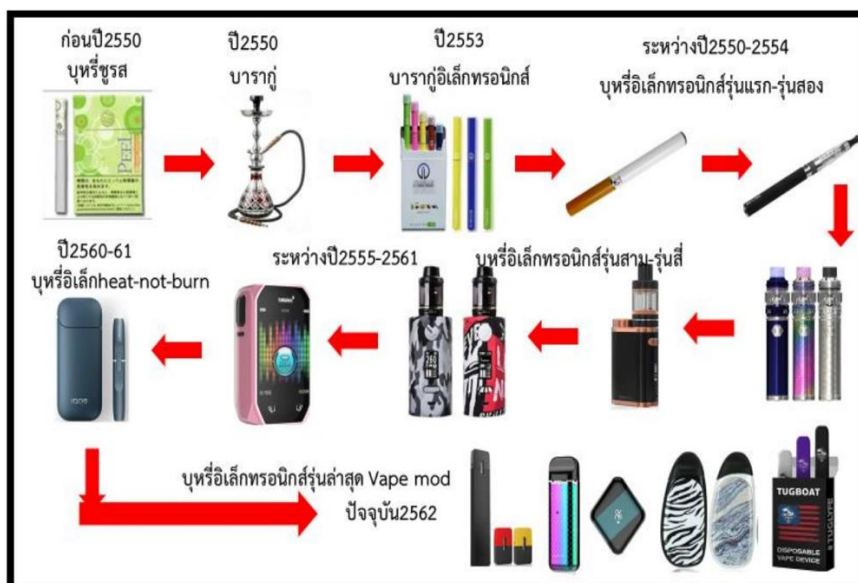 ก่อนปี2550
บุหรี่ชูรส
PEEL
ปี2550
บารากู่
ปี2553
บารากู่อิเล็กทรอนิกส์
ระหว่างปี2550-2554
บุหรี่อิเล็กทรอนิกส์รุ่นแรก-รุ่นสอง
ปี2560-61
บุหรี่อิเล็กheat-not-burn
ระหว่างปี2555-2561
บุหรี่อิเล็กทรอนิกส์รุ่นสาม-รุ่นสี่
IQOS
บุหรี่อิเล็กทรอนิกส์รุ่นล่าสุด Vape mod
ปัจจุบัน2562
TUGBOAT
DISPOSABLE
VAPE DEVICE